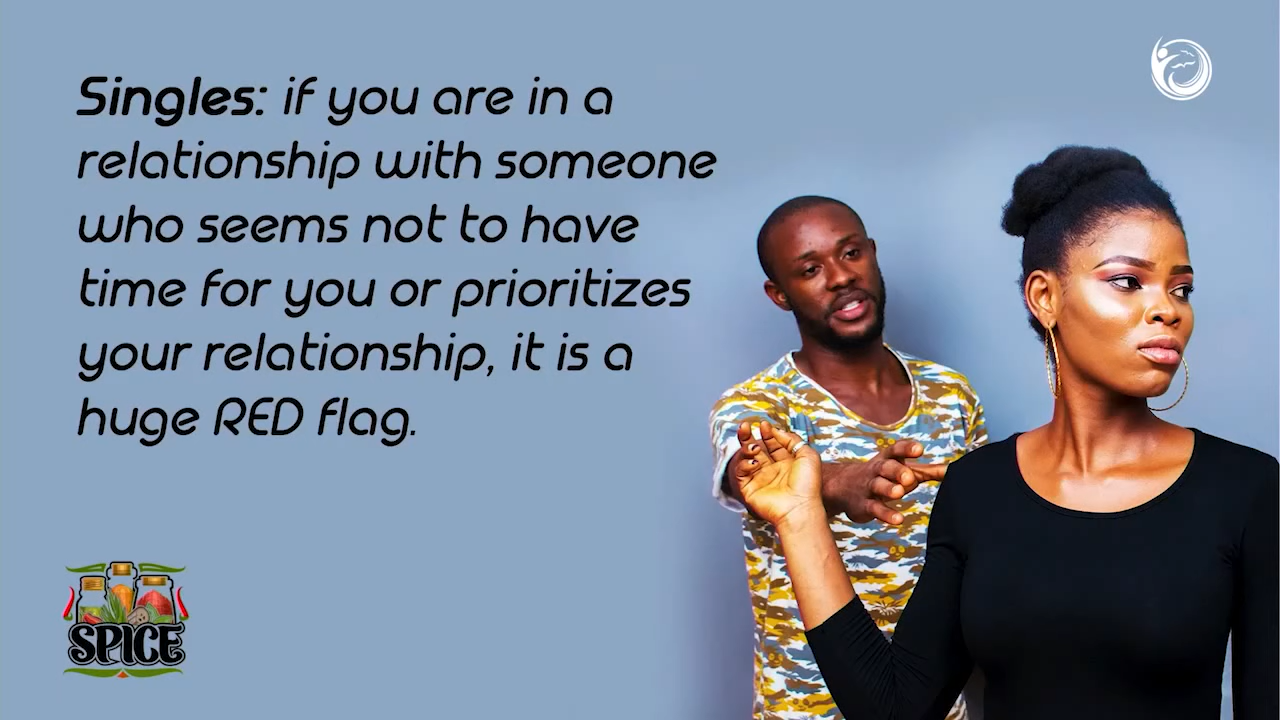 Singles: if you are in a
relationship with someone
who seems not to have
time for you or prioritizes
your relationship, it is a
huge RED flag.
SPICE